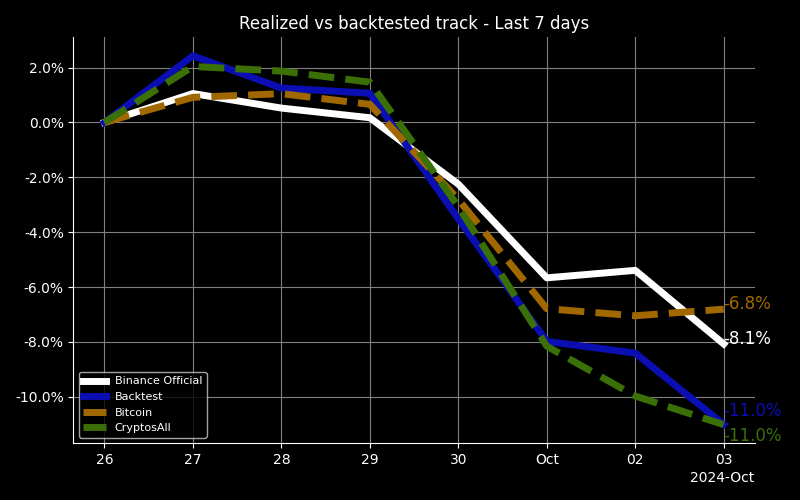 Realized vs backtested track - Last 7 days
2.0%
0.0%
-2.0%
-4.0%
-6.0%
-8.0%
-10.0%
-6.8%
-8.1%
-11.0%
-11.0%
Binance Official
Backtest
Bitcoin
CryptosAll
26 27 28 29 30 Oct 02 03
2024-Oct